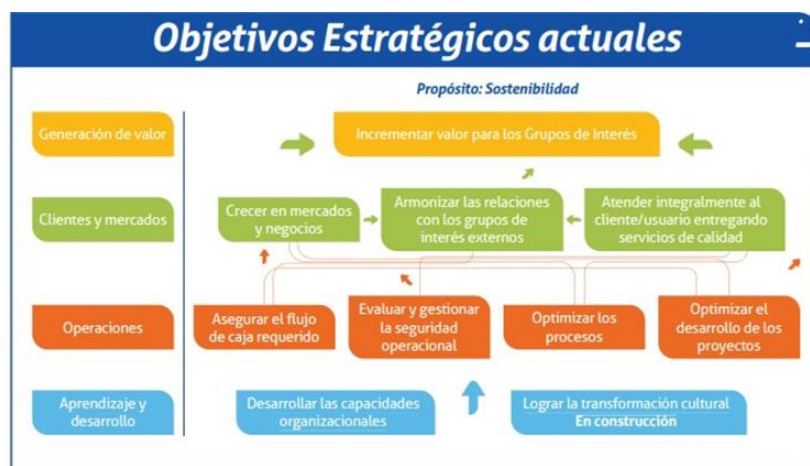 Objetivos Estratégicos actuales
Propósito: Sostenibilidad
Generación de valor
Incrementar valor para los Grupos de Interés
Clientes y mercados
Crecer en mercados
y negocios
Armonizar las relaciones
con los grupos de
interés externos
Atender integralmente al
cliente/usuario entregando
servicios de calidad
Operaciones
Asegurar el flujo
de caja requerido
Evaluar y gestionar
la seguridad
operacional
Optimizar los
procesos
Optimizar el
desarrollo de los
proyectos
Aprendizaje y
desarrollo
Desarrollar las capacidades
organizacionales
Lograr la transformación cultural
En construcción